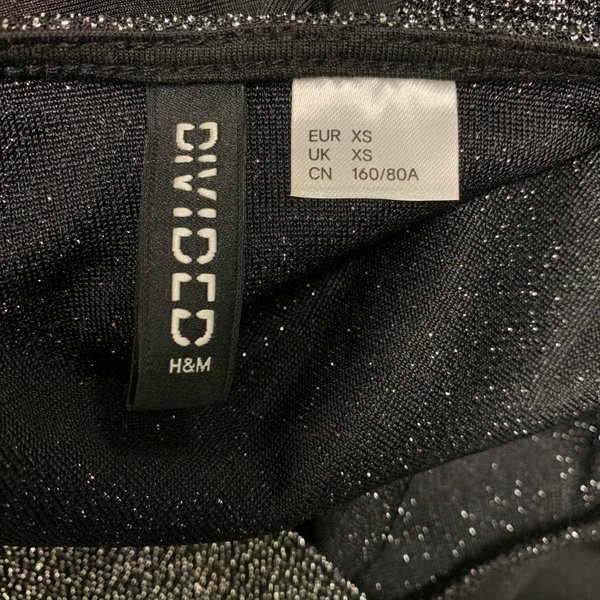 DIVIDED
H&M
EUR XS
UK XS
CN 160/80A